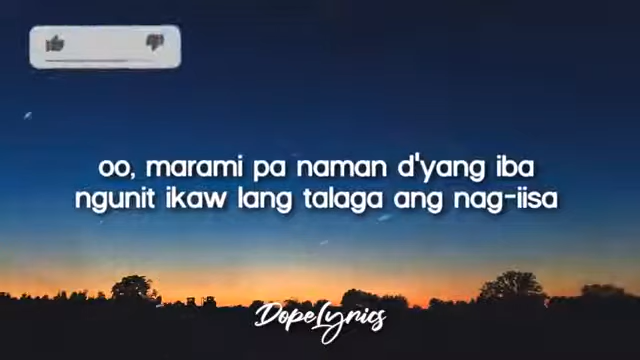 oo, marami pa naman d'yang iba
ngunit ikaw lang talaga ang nag-iisa
DopeLyrics